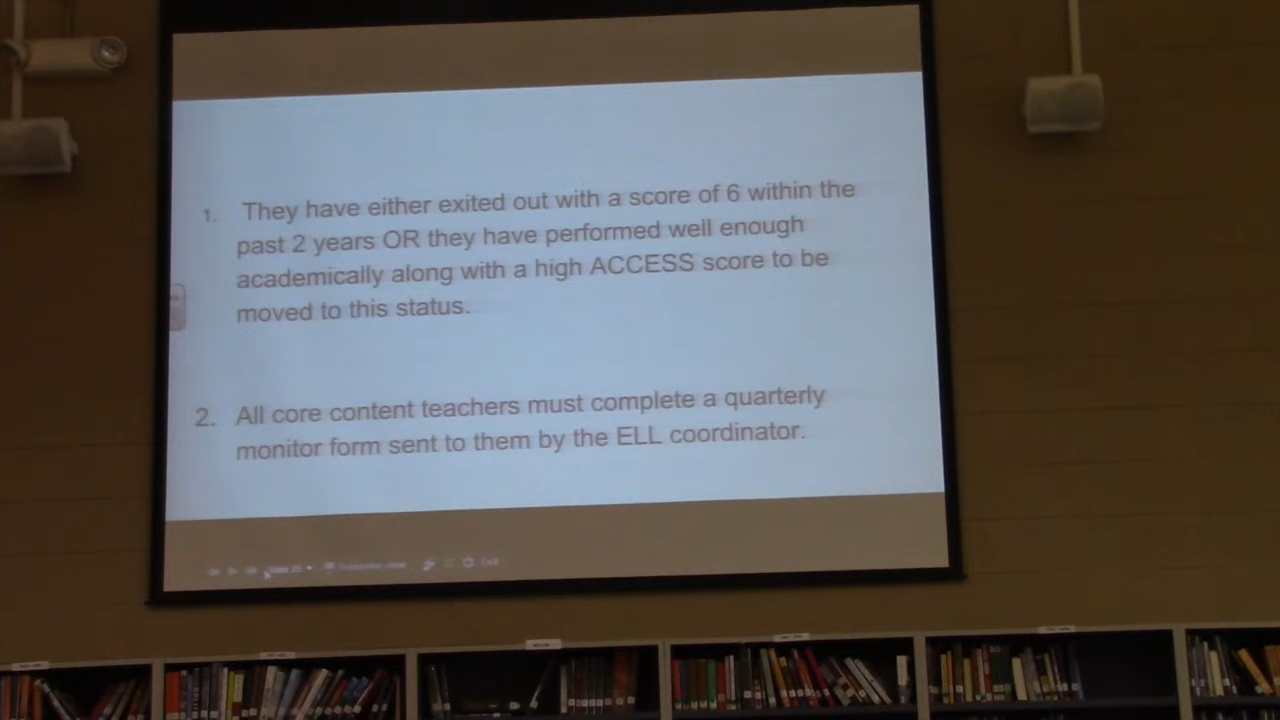 1. They have either exited out with a score of 6 within the
past 2 years OR they have performed well enough
academically along with a high ACCESS score to be
moved to this status.
2. All core content teachers must complete a quarterly
monitor form sent to them by the ELL coordinator.